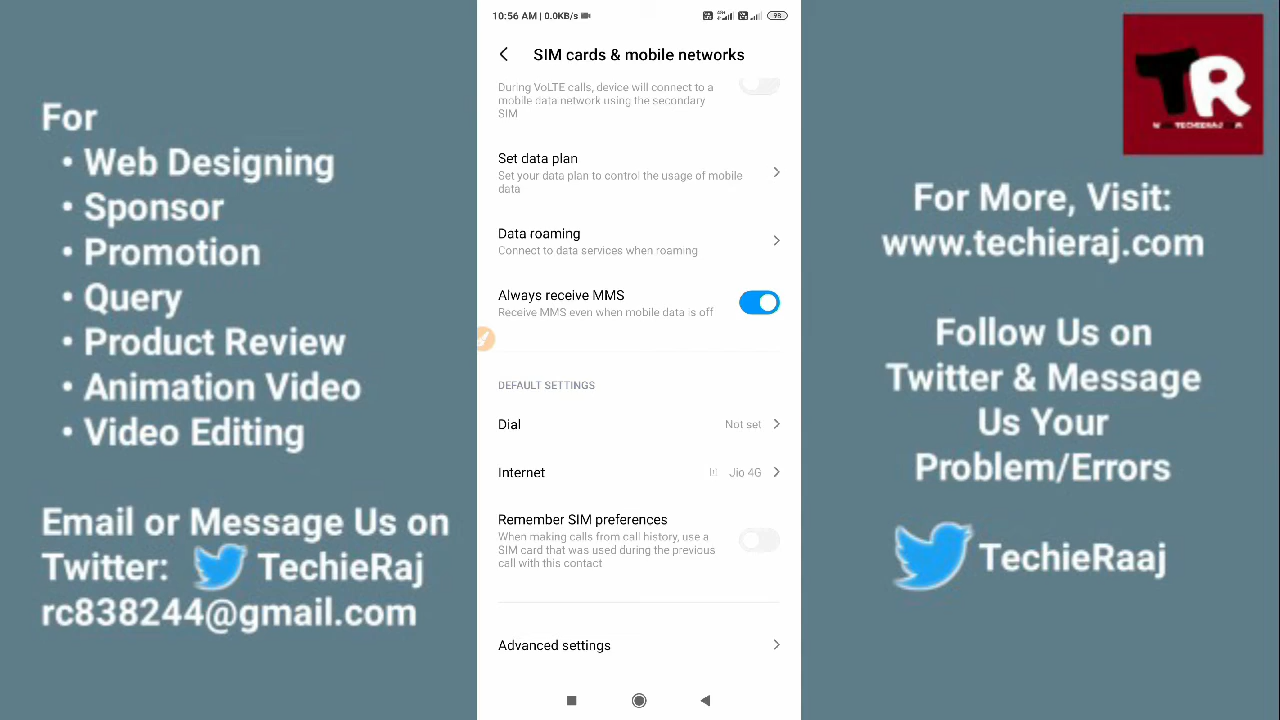 For
• Web Designing
• Sponsor
• Promotion
• Query
• Product Review
• Animation Video
• Video Editing
Email or Message Us on
Twitter: TechieRaj
rc838244@gmail.com
10:56 AM | 0.0KB/s
98
SIM cards & mobile networks
During VoLTE calls, device will connect to a
mobile data network using the secondary
SIM
Set data plan
Set your data plan to control the usage of mobile
data
Data roaming
Connect to data services when roaming
Always receive MMS
Receive MMS even when mobile data is off
DEFAULT SETTINGS
Dial Not set
Internet Jio 4G
Remember SIM preferences
When making calls from call history, use a
SIM card that was used during the previous
call with this contact
Advanced settings
TR
For More, Visit:
www.techieraj.com
Follow Us on
Twitter & Message
Us Your
Problem/Errors
TechieRaaj